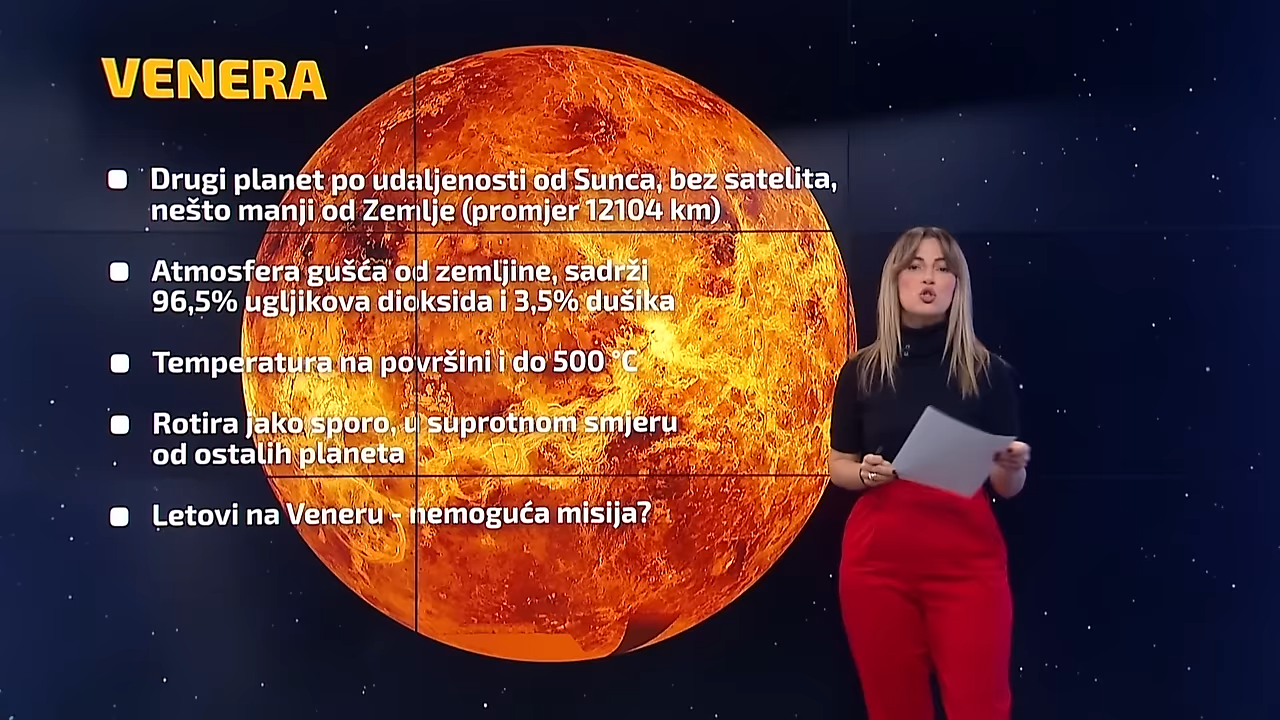 VENERA
Drugi planet po udaljenosti od Sunca, bez satelita,
nešto manji od Zemlje (promjer 12104 km)
Atmosfera gušća od zemljine, sadrži
96,5% ugljikova dioksida i 3,5% dušika
Temperatura na površini i do 500 °C
Rotira jako sporo, u suprotnom smjeru
od ostalih planeta
Letovi na Veneru - nemoguća misija?